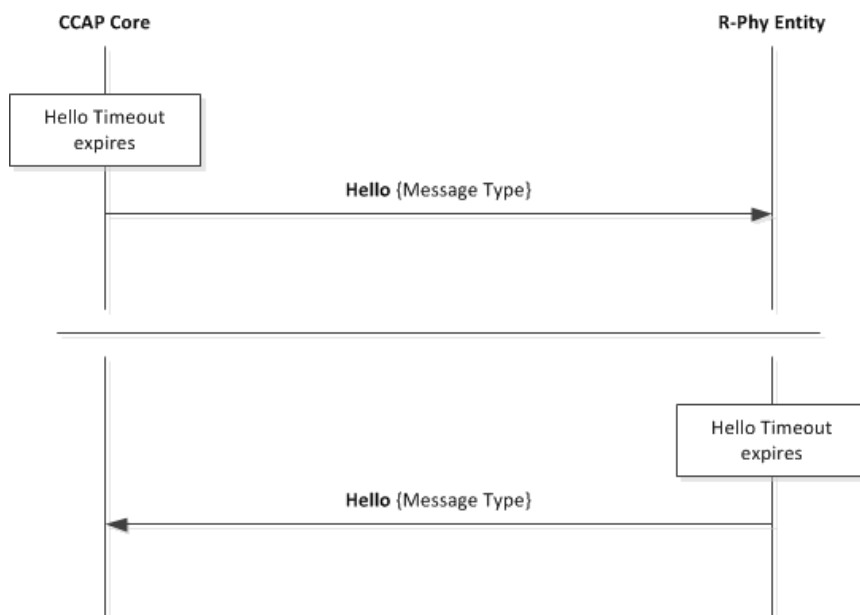 CCAP Core
R-Phy Entity
Hello Timeout
expires
Hello {Message Type}
Hello Timeout
expires
Hello {Message Type}